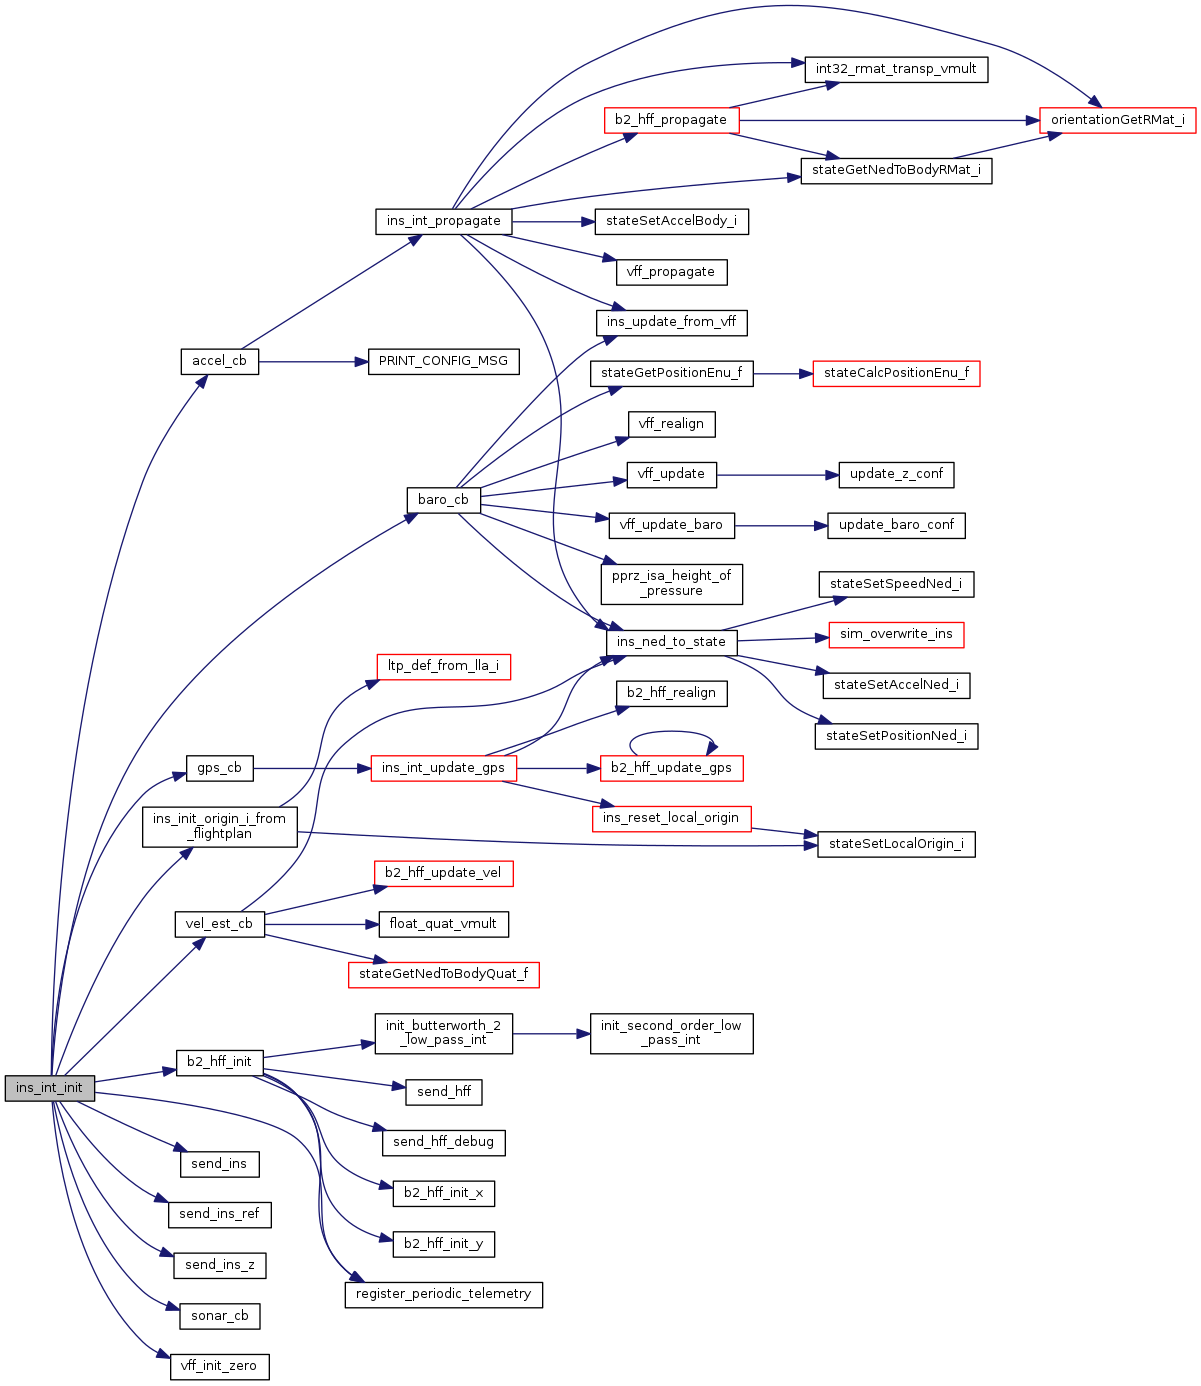 int32_rmat_transp_vmult
b2_hff_propagate
orientationGetRMat_i
stateGetNedToBodyRMat_i
ins_int_propagate
stateSetAccelBody_i
vff_propagate
ins_update_from_vff
accel_cb
PRINT_CONFIG_MSG
stateGetPositionEnu_f
stateCalcPositionEnu_f
vff_realign
vff_update
update_z_conf
baro_cb
vff_update_baro
update_baro_conf
pprz_isa_height_of
_pressure
stateSetSpeedNed_i
ins_ned_to_state
sim_overwrite_ins
ltp_def_from_lla_i
stateSetAccelNed_i
b2_hff_realign
stateSetPositionNed_i
gps_cb
ins_int_update_gps
b2_hff_update_gps
ins_init_origin_i_from
_flightplan
ins_reset_local_origin
stateSetLocalOrigin_i
b2_hff_update_vel
vel_est_cb
float_quat_vmult
stateGetNedToBodyQuat_f
init_butterworth_2
_low_pass_int
init_second_order_low
_pass_int
b2_hff_init
ins_int_init
send_hff
send_hff_debug
send_ins
b2_hff_init_x
send_ins_ref
b2_hff_init_y
send_ins_z
register_periodic_telemetry
sonar_cb
vff_init_zero